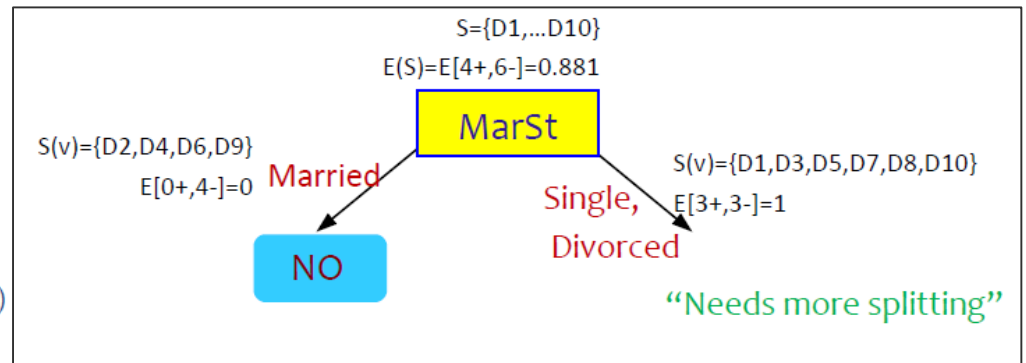 S={D1,...D10}
E(S)=E[4+,6-]=0.881
MarSt
S(v)={D2,D4,D6,D9}
E[0+,4-]=0
Married
S(v)={D1,D3,D5,D7,D8,D10}
E[3+,3-]=1
Single,
Divorced
NO
)
“Needs more splitting”